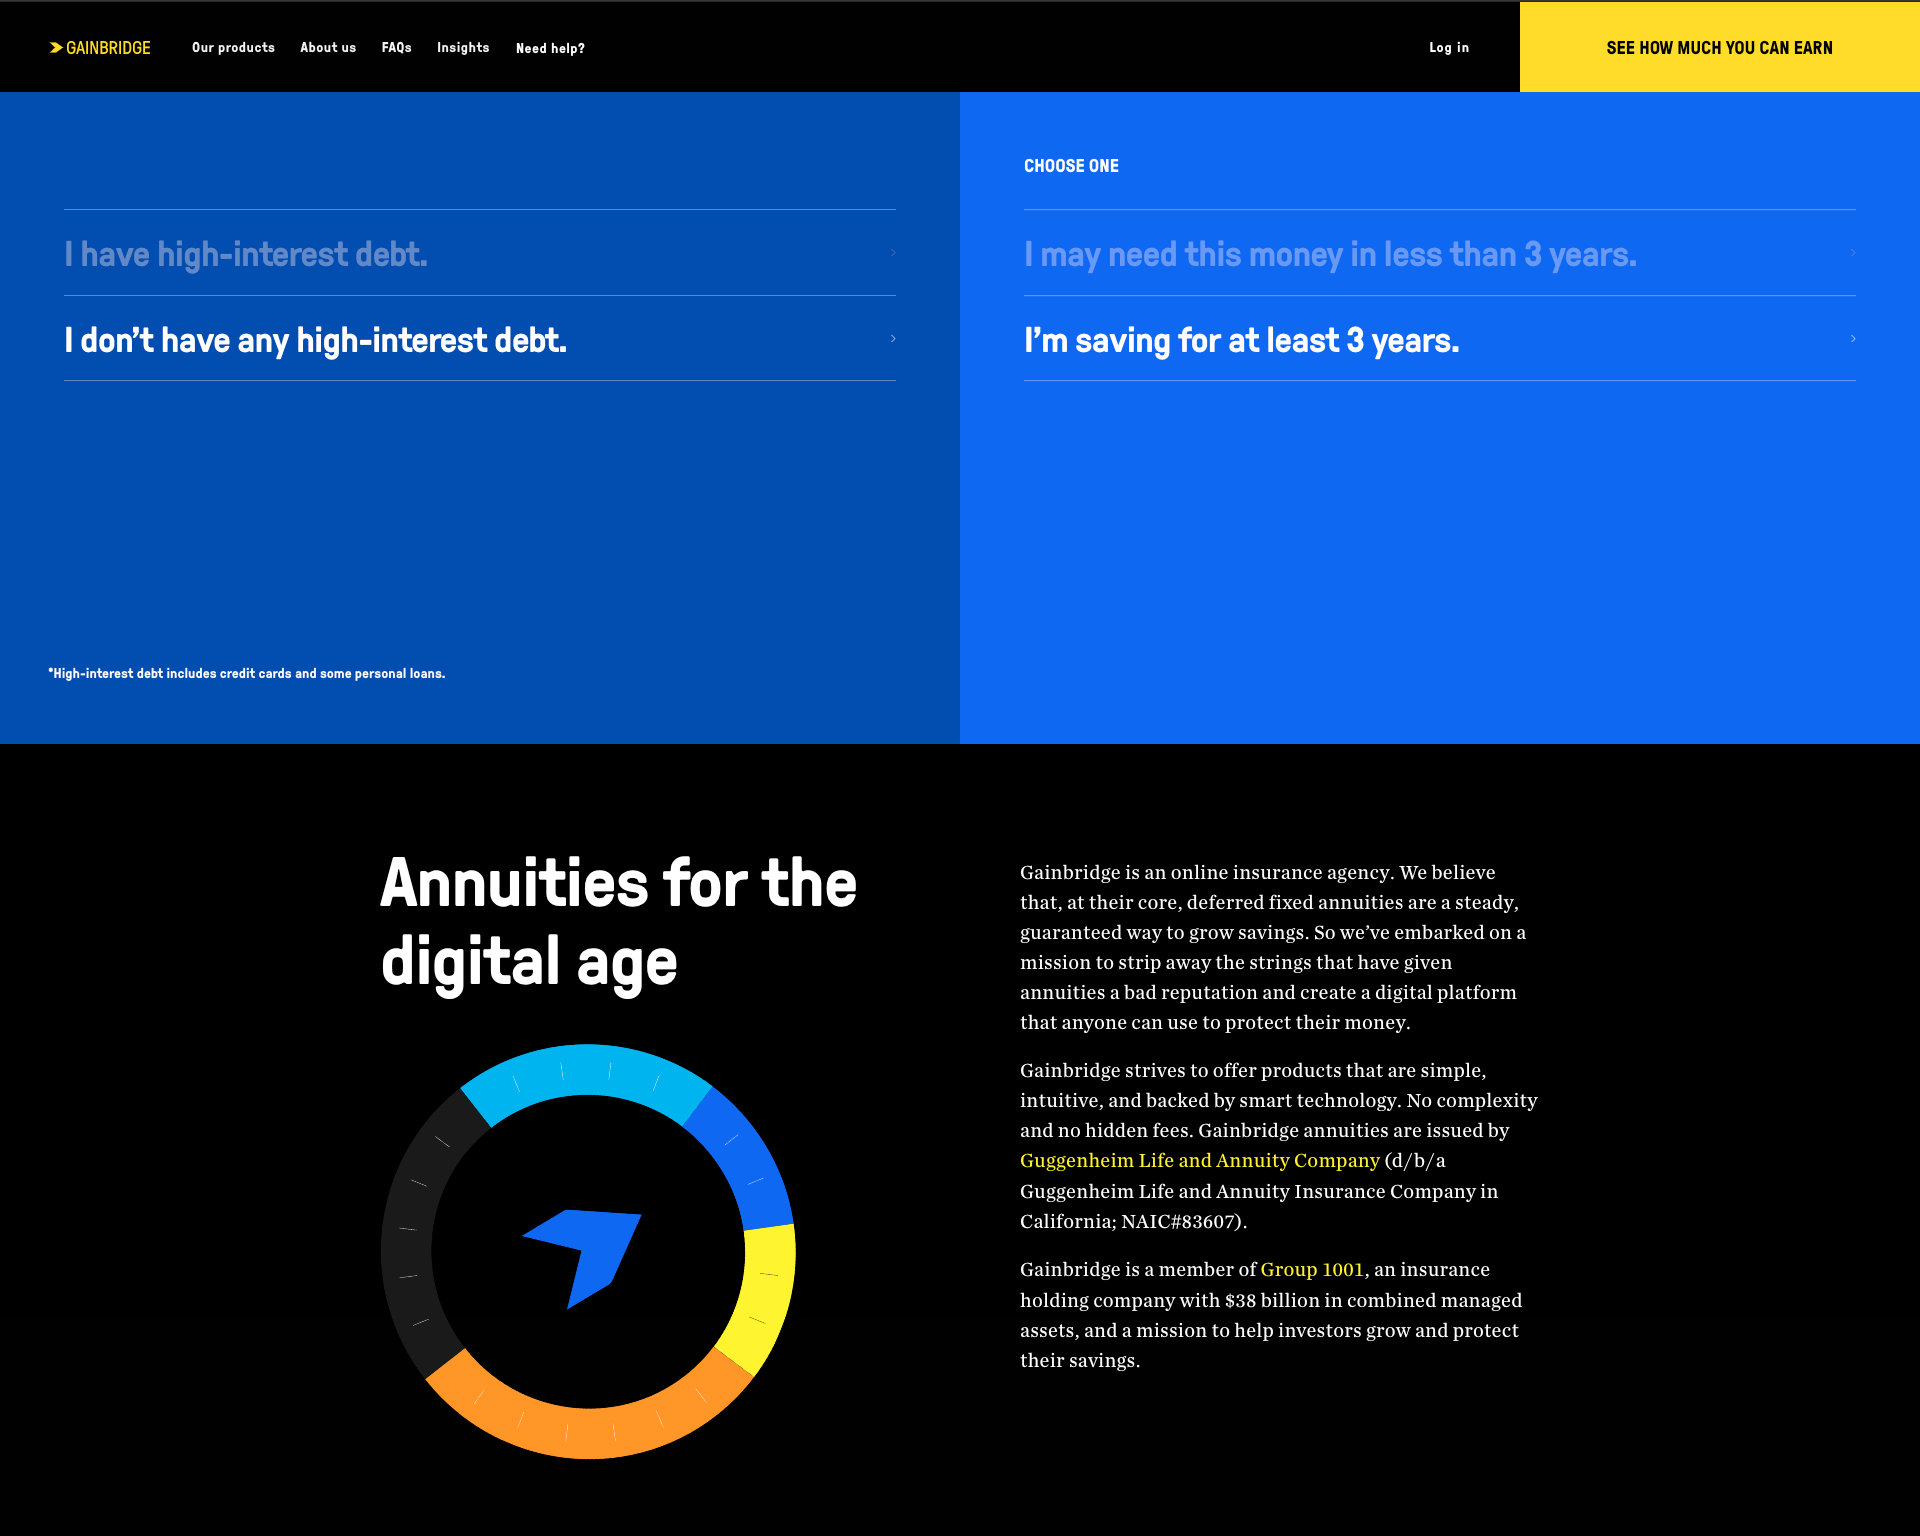 GAINBRIDGE
Our products
About us
FAQs
Insights
Need help?
Log in
SEE HOW MUCH YOU CAN EARN
I have high-interest debt.
I don’t have any high-interest debt.
*High-interest debt includes credit cards and some personal loans.
CHOOSE ONE
I may need this money in less than 3 years.
I’m saving for at least 3 years.
Annuities for the
digital age
Gainbridge is an online insurance agency. We believe
that, at their core, deferred fixed annuities are a steady,
guaranteed way to grow savings. So we’ve embarked on a
mission to strip away the strings that have given
annuities a bad reputation and create a digital platform
that anyone can use to protect their money.
Gainbridge strives to offer products that are simple,
intuitive, and backed by smart technology. No complexity
and no hidden fees. Gainbridge annuities are issued by
Guggenheim Life and Annuity Company (d/b/a
Guggenheim Life and Annuity Insurance Company in
California; NAIC#83607).
Gainbridge is a member of Group 1001, an insurance
holding company with $38 billion in combined managed
assets, and a mission to help investors grow and protect
their savings.